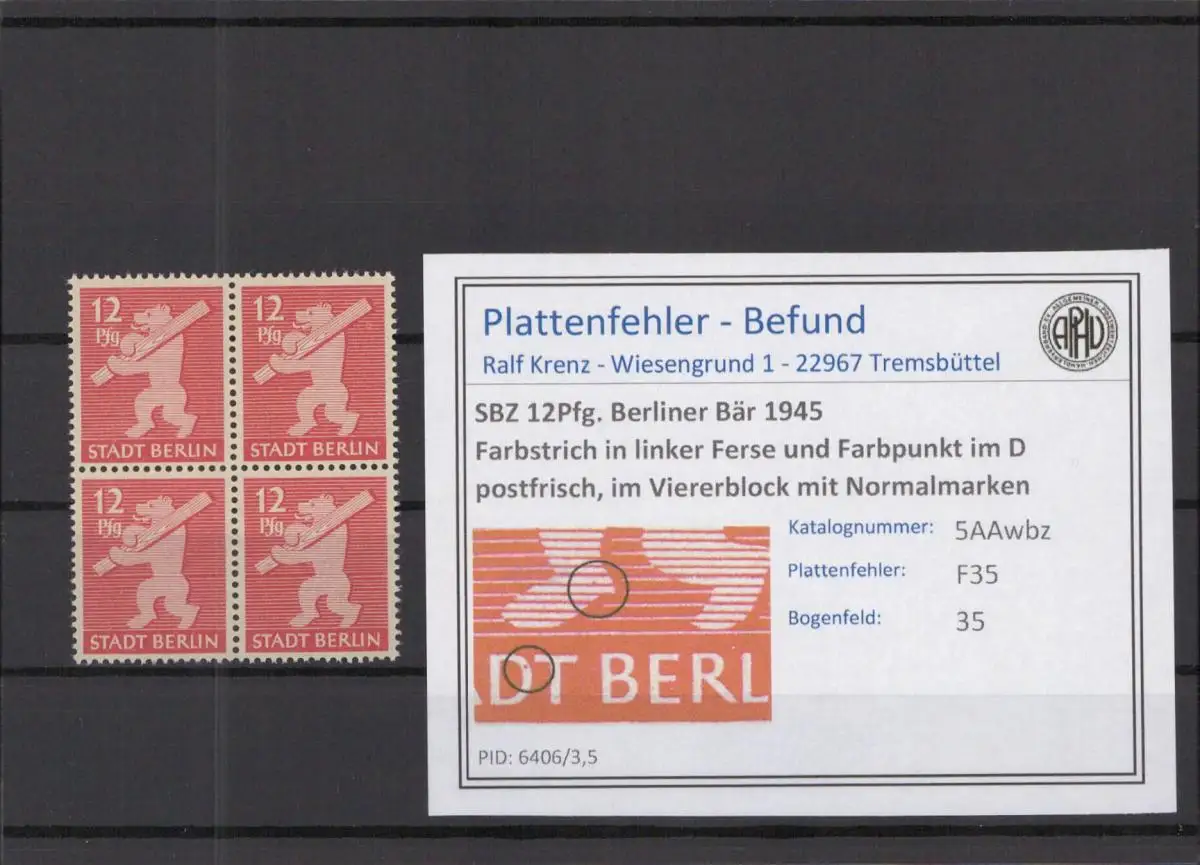 12
Pfg
STADT BERLIN
12
Pfg
STADT BERLIN
12
Pfg
STADT BERLIN
12
Pfg
STADT BERLIN
Plattenfehler - Befund
Ralf Krenz - Wiesengrund 1 - 22967 Tremsbüttel
APHV
SBZ 12Pfg. Berliner Bär 1945
Farbstrich in linker Ferse und Farbpunkt im D
postfrisch, im Viererblock mit Normalmarken
Katalognummer: 5AAwbz
Plattenfehler: F35
Bogenfeld: 35
ADT BERL
PID: 6406/3,5